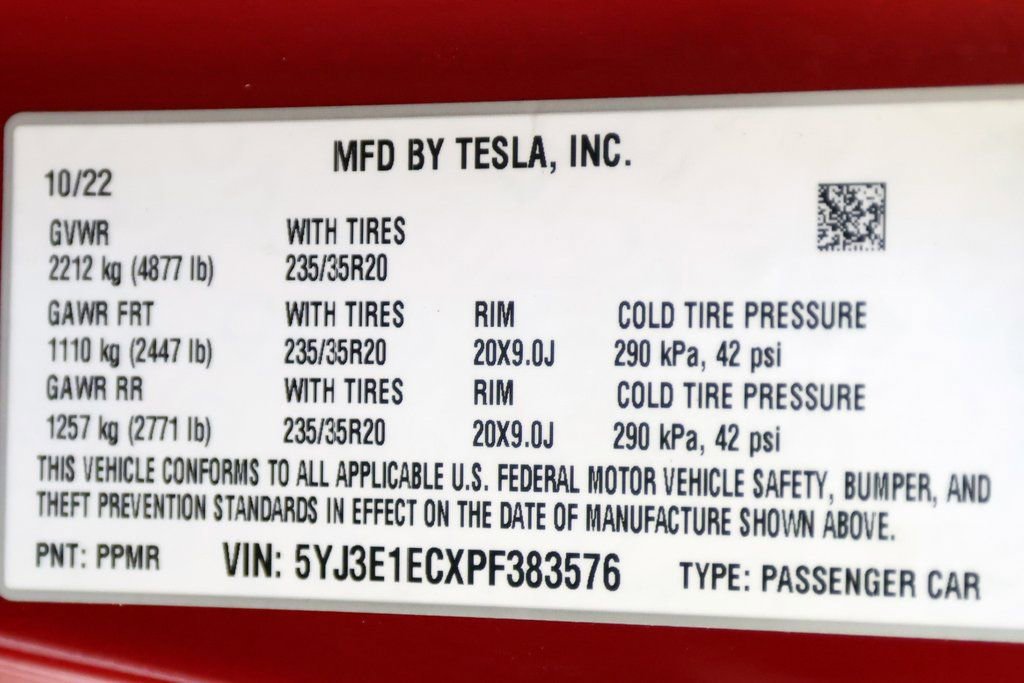 MFD BY TESLA, INC.
10/22
GVWR WITH TIRES
2212 kg (4877 lb) 235/35R20
GAWR FRT WITH TIRES RIM COLD TIRE PRESSURE
1110 kg (2447 lb) 235/35R20 20X9.0J 290 kPa, 42 psi
GAWR RR WITH TIRES RIM COLD TIRE PRESSURE
1257 kg (2771 lb) 235/35R20 20X9.0J 290 kPa, 42 psi
THIS VEHICLE CONFORMS TO ALL APPLICABLE U.S. FEDERAL MOTOR VEHICLE SAFETY, BUMPER, AND
THEFT PREVENTION STANDARDS IN EFFECT ON THE DATE OF MANUFACTURE SHOWN ABOVE.
PNT: PPMR VIN: 5YJ3E1ECXPF383576 TYPE: PASSENGER CAR